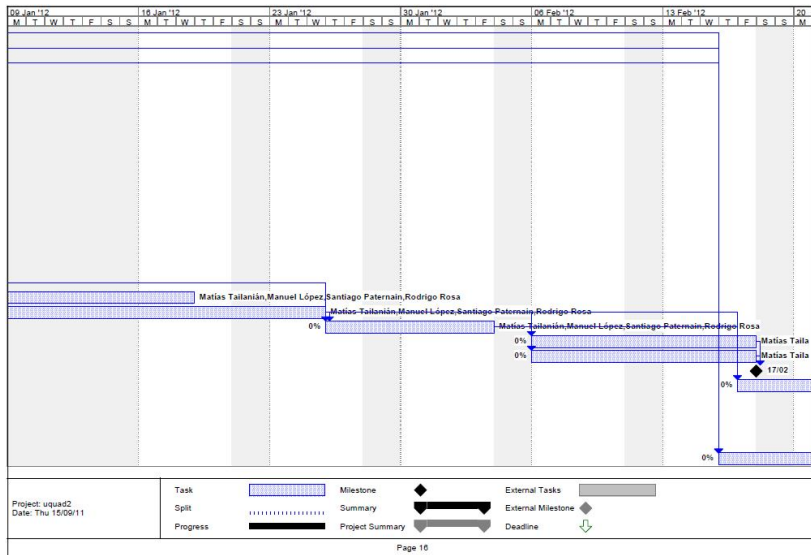 09 Jan '12 16 Jan '12 23 Jan '12 30 Jan '12 06 Feb '12 13 Feb '12 20
M T W T F S S M T W T F S S M T W T F S S M T W T F S S M T W T F S S M T W T F S S M
Matías Tailanián,Manuel López,Santiago Paternain,Rodrigo Rosa
Matías Tailanián,Manuel López,Santiago Paternain,Rodrigo Rosa
0% Matías Tailanián,Manuel López,Santiago Paternain,Rodrigo Rosa
0% Matías Taila
0% Matías Taila
17/02
0%
0%
Project: uquad2
Date: Thu 15/09/11
Task Milestone External Tasks
Split Summary External Milestone
Progress Project Summary Deadline
Page 16